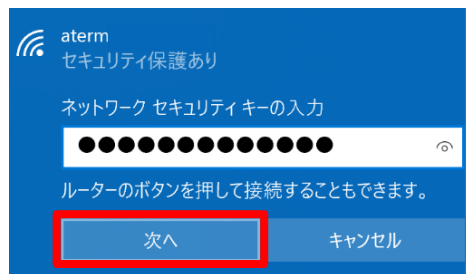 aterm
セキュリティ保護あり
ネットワーク セキュリティ キーの入力
●●●●●●●●●●●●●
ルーターのボタンを押して接続することもできます。
次へ
キャンセル